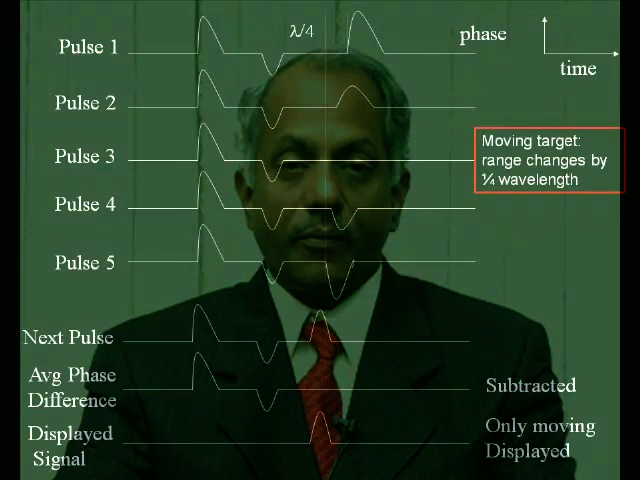 Pulse 1
λ/4
phase
time
Pulse 2
Pulse 3
Moving target:
range changes by
¼ wavelength
Pulse 4
Pulse 5
Next Pulse
Avg Phase
Difference
Subtracted
Displayed
Signal
Only moving
Displayed